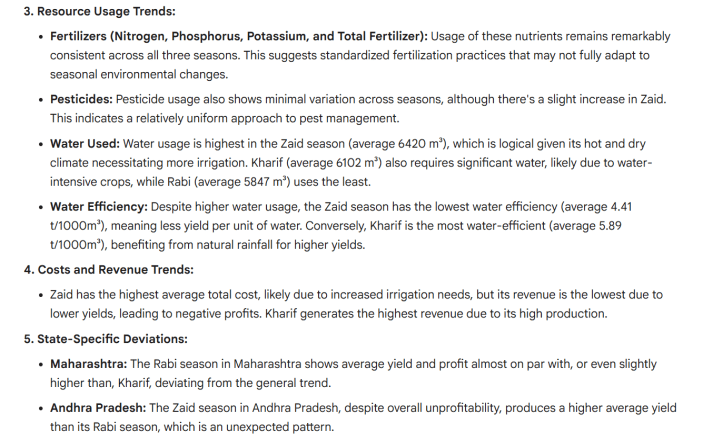 3. Resource Usage Trends:
• Fertilizers (Nitrogen, Phosphorus, Potassium, and Total Fertilizer): Usage of these nutrients remains remarkably
consistent across all three seasons. This suggests standardized fertilization practices that may not fully adapt to
seasonal environmental changes.
• Pesticides: Pesticide usage also shows minimal variation across seasons, although there's a slight increase in Zaid.
This indicates a relatively uniform approach to pest management.
• Water Used: Water usage is highest in the Zaid season (average 6420 m³), which is logical given its hot and dry
climate necessitating more irrigation. Kharif (average 6102 m³) also requires significant water, likely due to water-
intensive crops, while Rabi (average 5847 m³) uses the least.
• Water Efficiency: Despite higher water usage, the Zaid season has the lowest water efficiency (average 4.41
t/1000m³), meaning less yield per unit of water. Conversely, Kharif is the most water-efficient (average 5.89
t/1000m³), benefiting from natural rainfall for higher yields.
4. Costs and Revenue Trends:
• Zaid has the highest average total cost, likely due to increased irrigation needs, but its revenue is the lowest due to
lower yields, leading to negative profits. Kharif generates the highest revenue due to its high production.
5. State-Specific Deviations:
• Maharashtra: The Rabi season in Maharashtra shows average yield and profit almost on par with, or even slightly
higher than, Kharif, deviating from the general trend.
• Andhra Pradesh: The Zaid season in Andhra Pradesh, despite overall unprofitability, produces a higher average yield
than its Rabi season, which is an unexpected pattern.